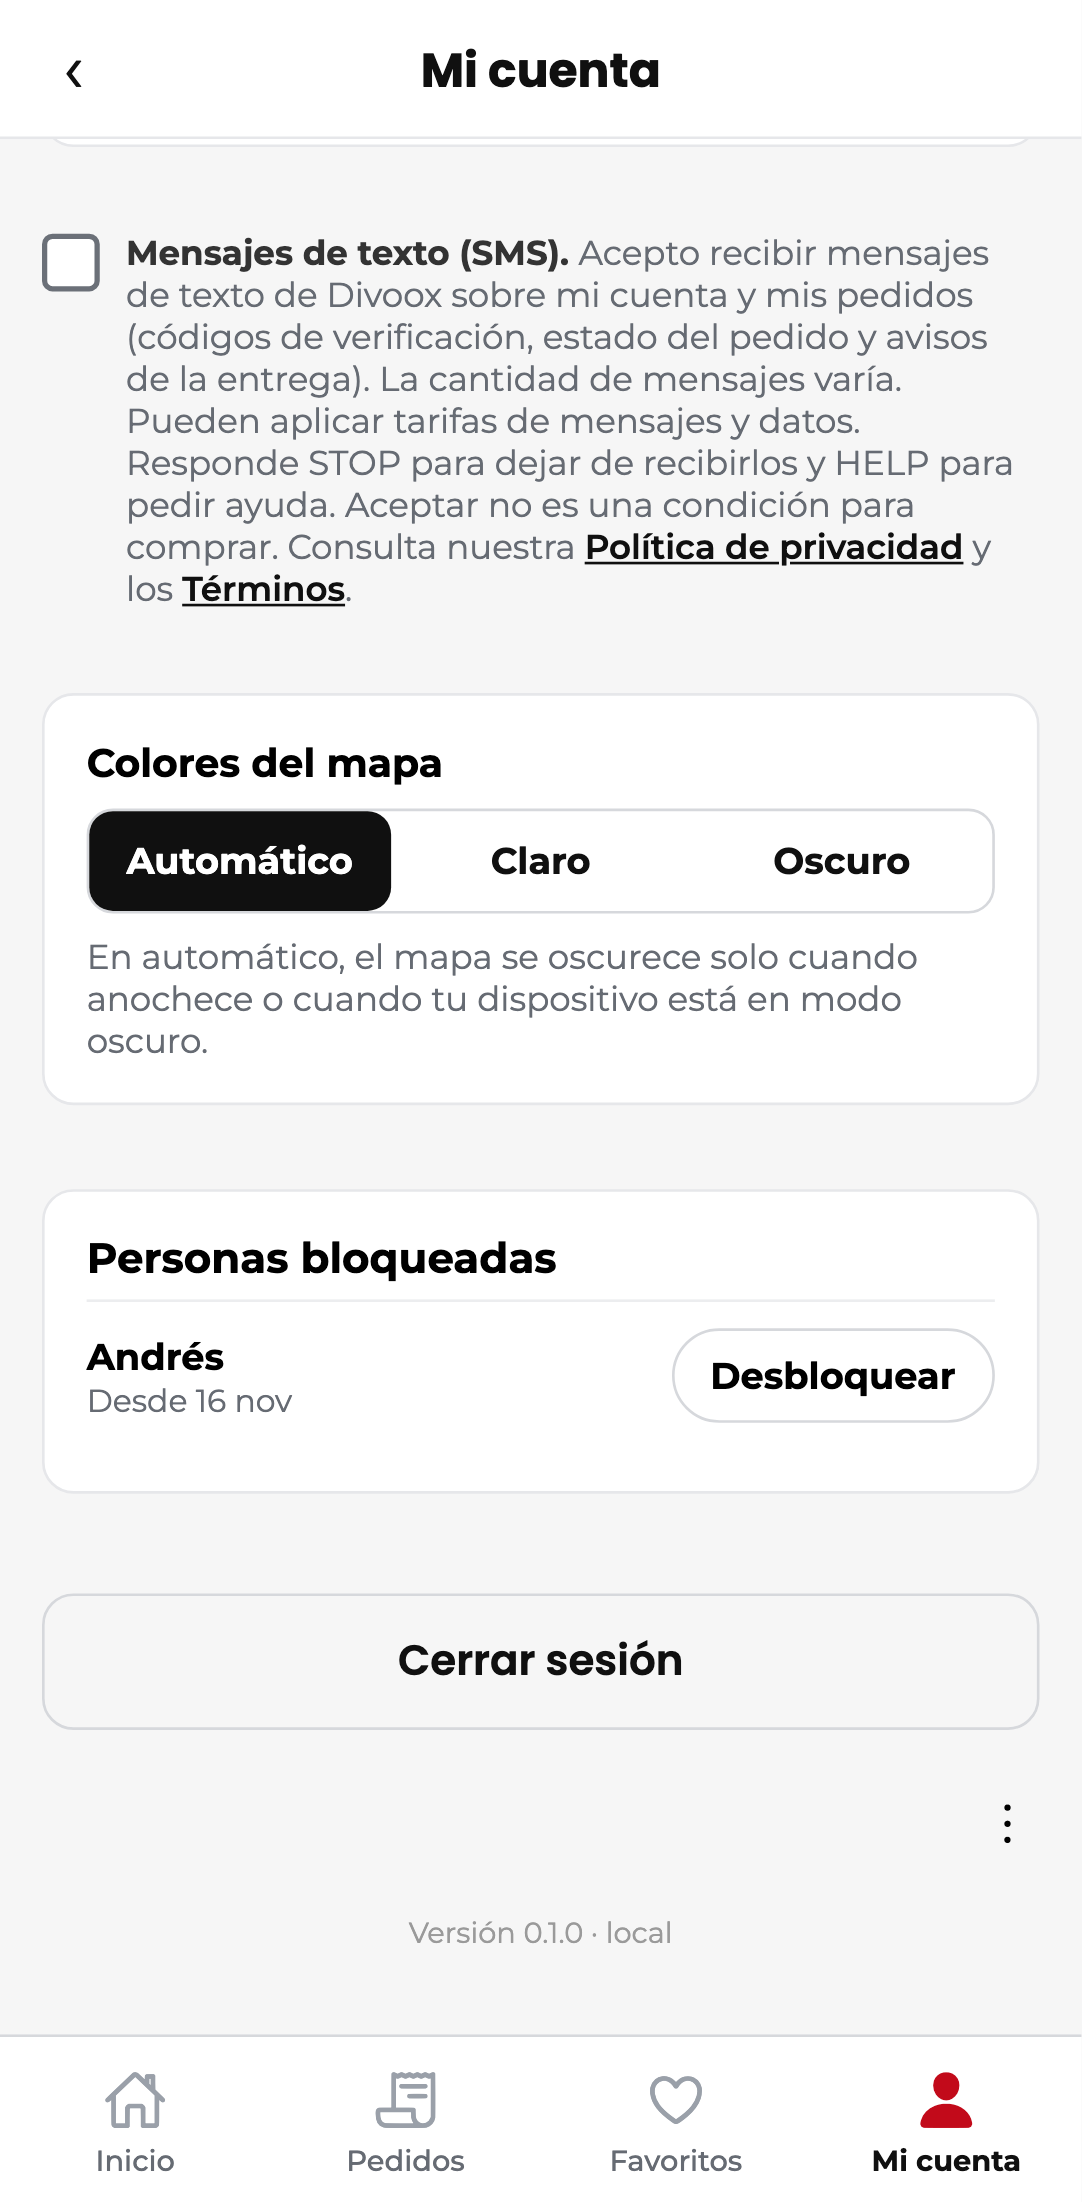 Mi cuenta
Mensajes de texto (SMS). Acepto recibir mensajes
de texto de Divoox sobre mi cuenta y mis pedidos
(códigos de verificación, estado del pedido y avisos
de la entrega). La cantidad de mensajes varía.
Pueden aplicar tarifas de mensajes y datos.
Responde STOP para dejar de recibirlos y HELP para
pedir ayuda. Aceptar no es una condición para
comprar. Consulta nuestra Política de privacidad y
los Términos.
Colores del mapa
Automático Claro Oscuro
En automático, el mapa se oscurece solo cuando
anochece o cuando tu dispositivo está en modo
oscuro.
Personas bloqueadas
Andrés
Desde 16 nov
Desbloquear
Cerrar sesión
Versión 0.1.0 · local
Inicio Pedidos Favoritos Mi cuenta